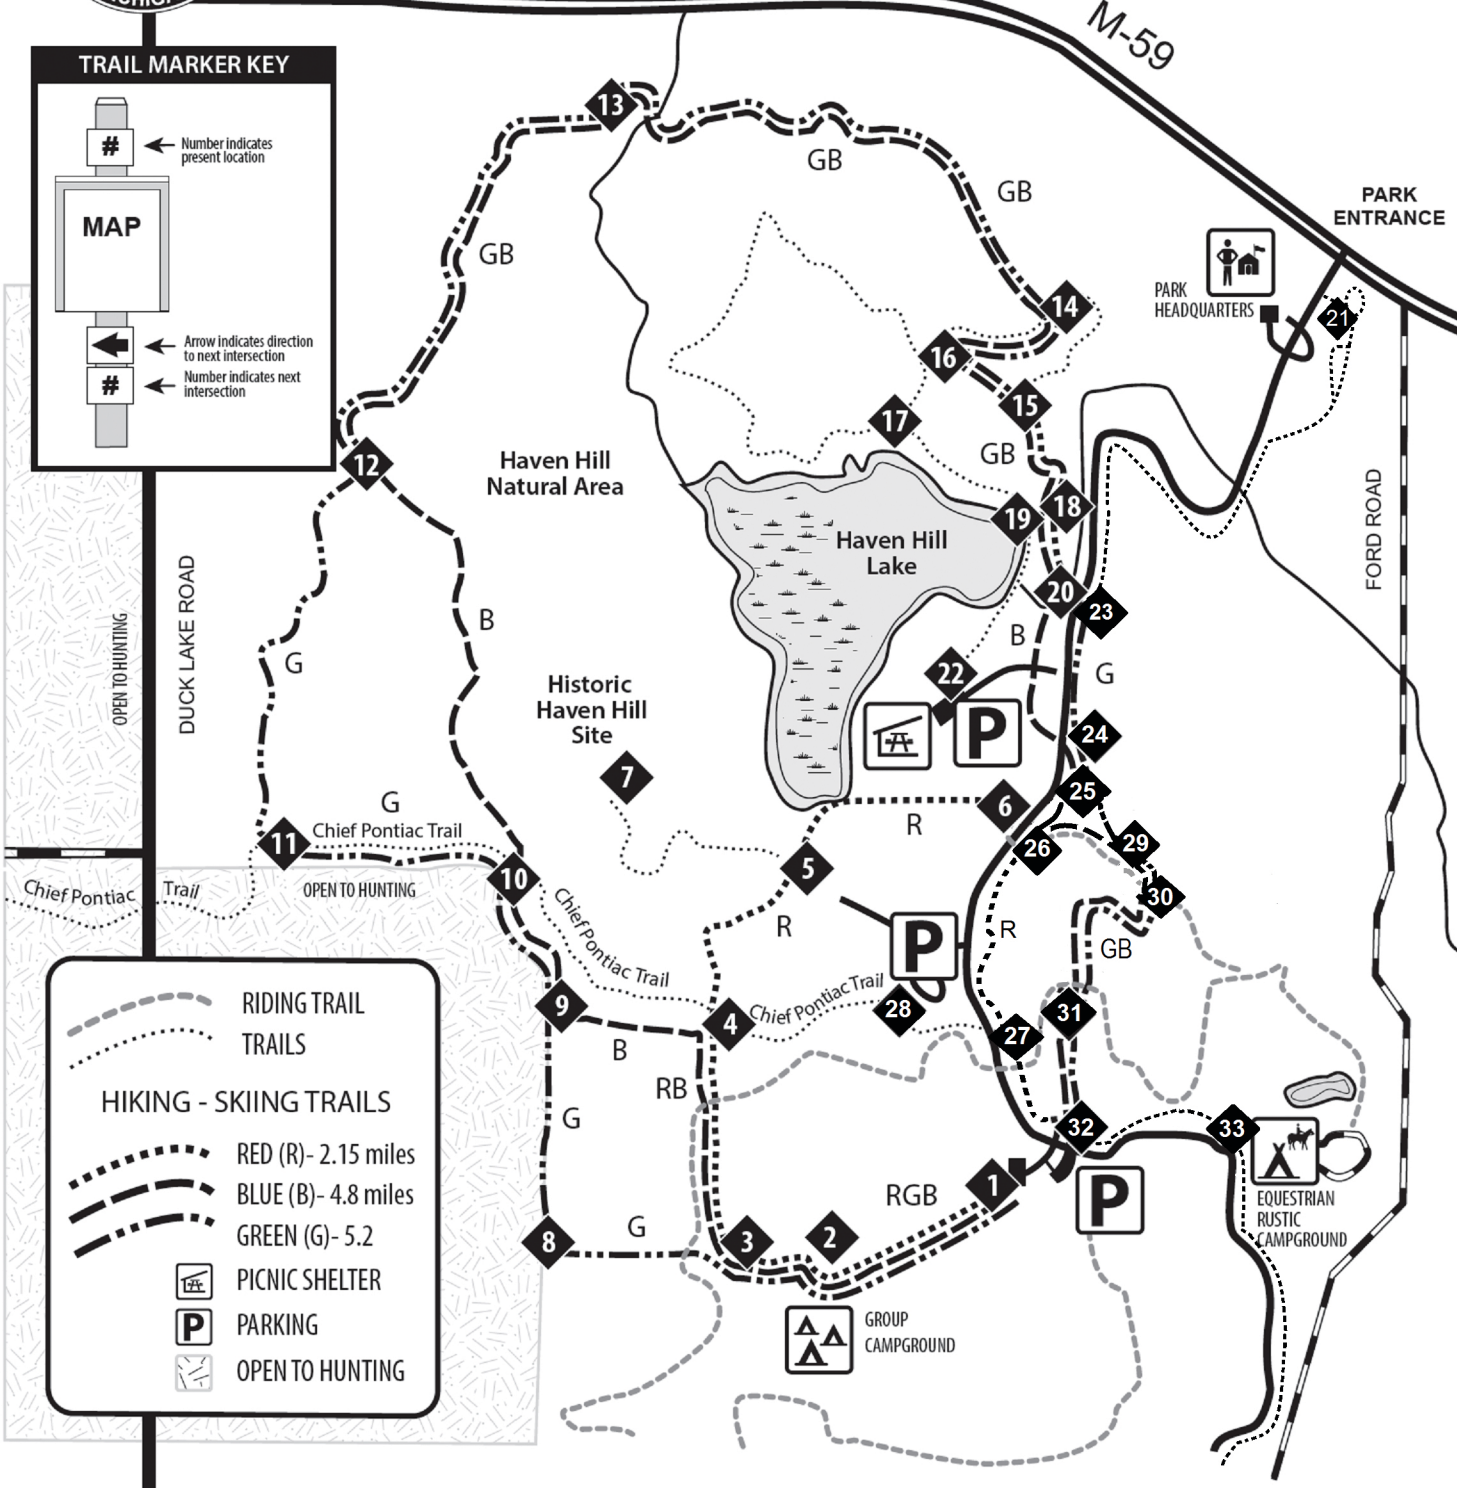 M-59
TRAIL MARKER KEY
#
Number indicates
present location
MAP
Arrow indicates direction
to next intersection
#
Number indicates next
intersection
PARK
ENTRANCE
PARK
HEADQUARTERS
13
GB
GB
GB
14
21
16
15
17
12
GB
Haven Hill
Natural Area
18
19
Haven Hill
Lake
FORD ROAD
DUCK LAKE ROAD
OPEN TO HUNTING
20
23
B
B
G
G
22
Historic
Haven Hill
Site
P
24
7
25
6
R
G
Chief Pontiac Trail
11
26
29
5
10
OPEN TO HUNTING
Chief Pontiac
Trail
30
Chief Pontiac Trail
R
R
P
GB
9
4
Chief Pontiac Trail
28
31
27
B
RB
G
32
33
1
RGB
P
EQUESTRIAN
RUSTIC
CAMPGROUND
8
G
3
2
GROUP
CAMPGROUND
RIDING TRAIL
TRAILS
HIKING - SKIING TRAILS
RED (R)- 2.15 miles
BLUE (B)- 4.8 miles
GREEN (G)- 5.2
PICNIC SHELTER
P PARKING
OPEN TO HUNTING